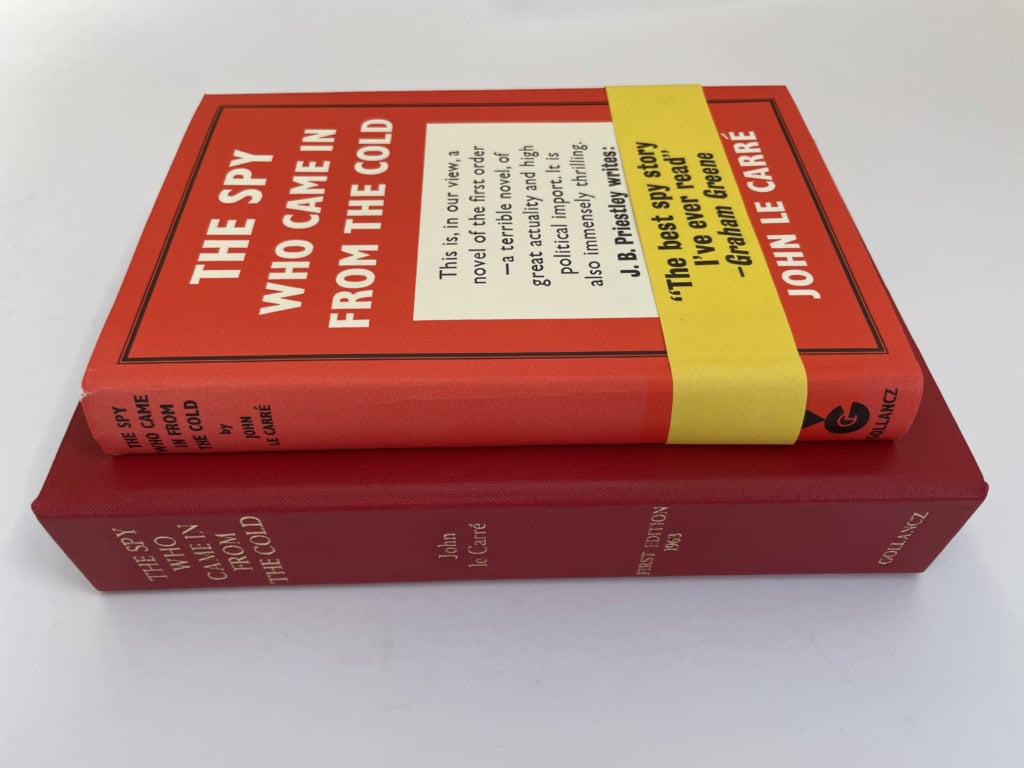 THE SPY
WHO CAME IN
FROM THE COLD
This is, in our view, a
novel of the first order
—a terrible novel, of
great actuality and high
political import. It is
also immensely thrilling.
J. B. Priestley writes:
“The best spy story
I've ever read”
–Graham Greene
JOHN LE CARRÉ
THE SPY
WHO CAME
IN FROM
THE COLD
by
JOHN
LE CARRÉ
G
GOLLANCZ
THE SPY
WHO
CAME IN
FROM
THE COLD
John
le Carré
FIRST EDITION
1963
GOLLANCZ